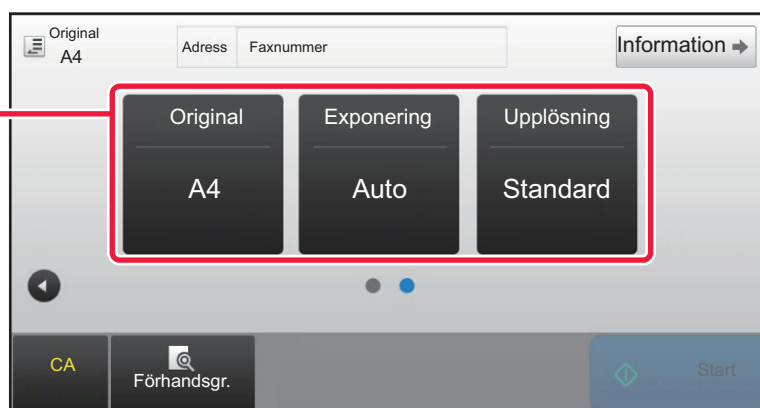 Original
A4
Adress Faxnummer
Information
Original Exponering Upplösning
A4 Auto Standard
CA
Förhandsgr.
Start